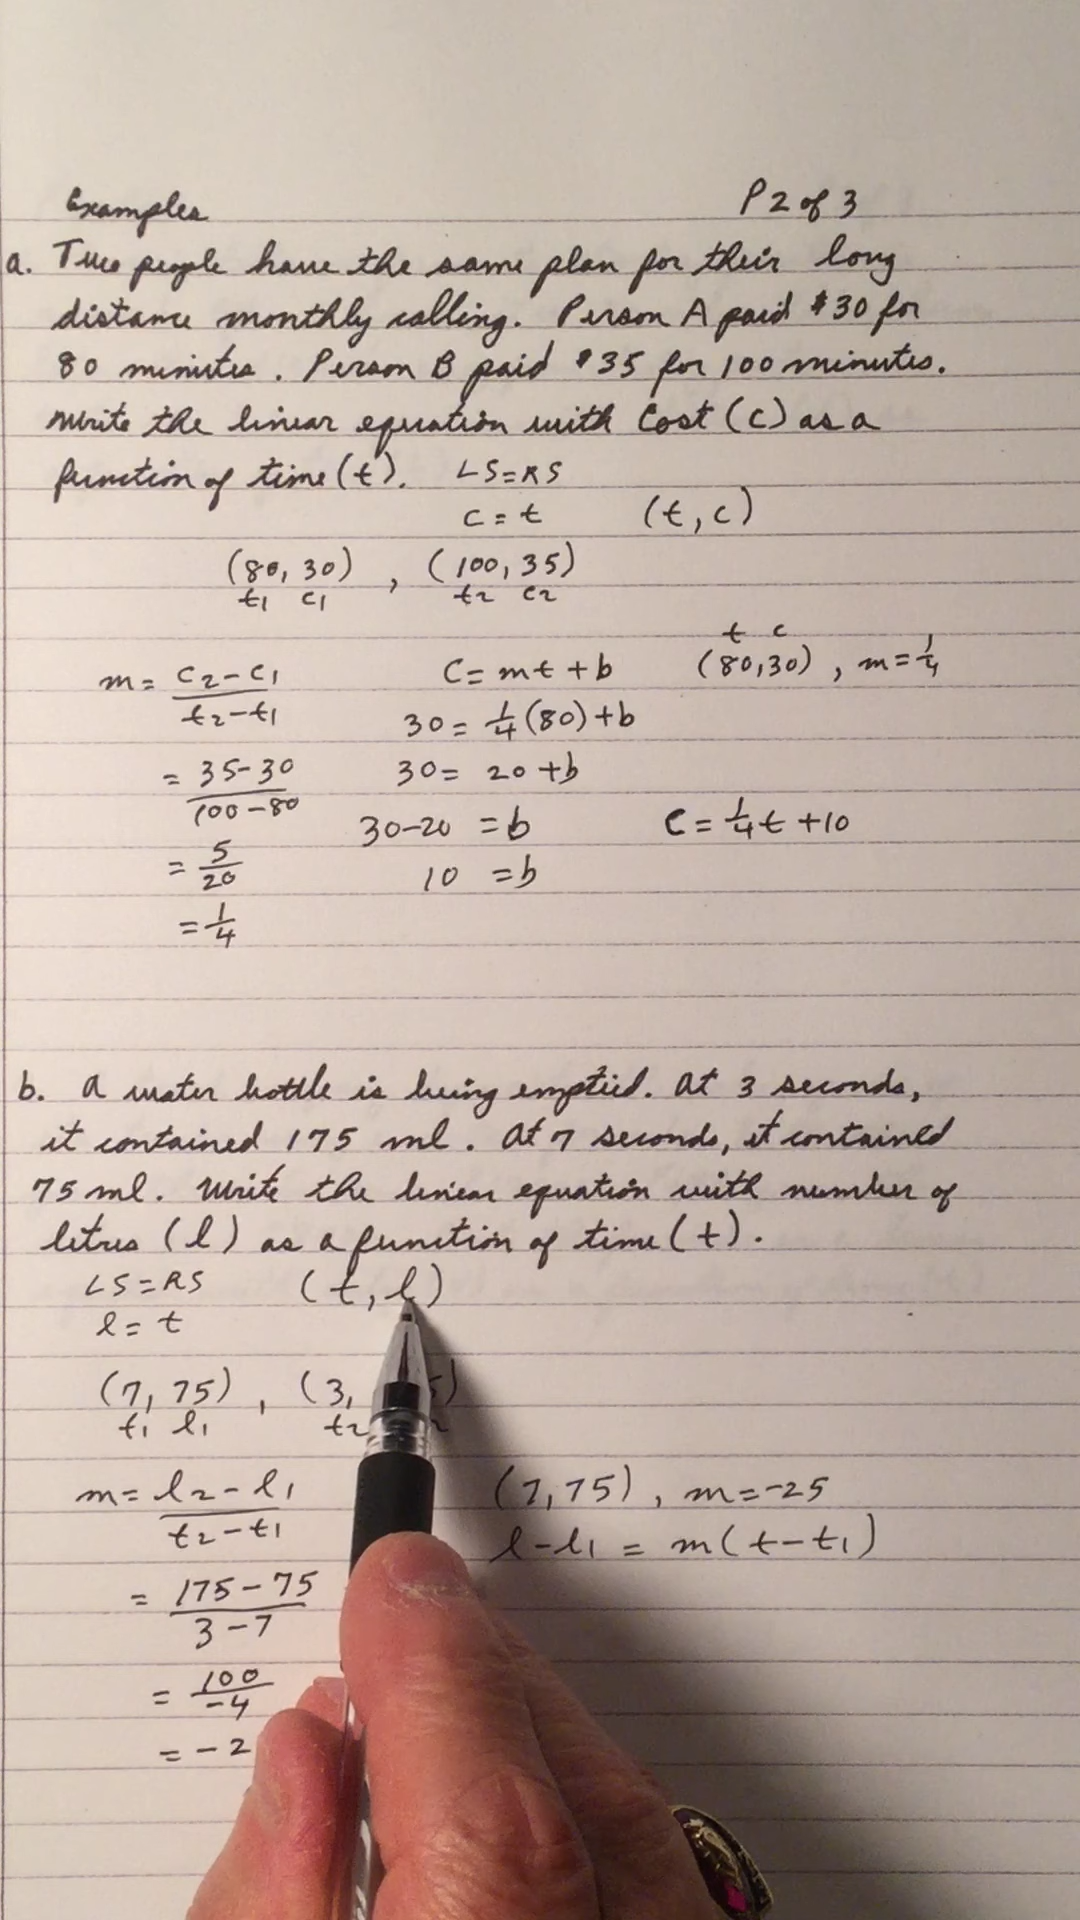 Examples P 2 of 3
a. Two people have the same plan for their long
distance monthly calling. Person A paid $30 for
80 minutes. Person B paid $35 for 100 minutes.
Write the linear equation with Cost (c) as a
function of time (t). LS=RS
c = t (t, c)
(80, 30) , (100, 35)
t1 c1 t2 c2
t c
m = c2-c1 / t2-t1 C = mt + b (80,30) , m = 1/4
30 = 1/4(80) + b
= 35-30 / 100-80 30 = 20 + b
30-20 = b C = 1/4t + 10
= 5/20 10 = b
= 1/4
b. A water bottle is being emptied. At 3 seconds,
it contained 175 ml. At 7 seconds, it contained
75 ml. Write the linear equation with number of
litres (l) as a function of time (t).
LS=RS (t, l)
l = t
(7, 75) , (3,
t1 l1 t2
m = l2-l1 / t2-t1 (7, 75) , m = -25
l-l1 = m(t-t1)
= 175-75 / 3-7
= 100 / -4
= -2